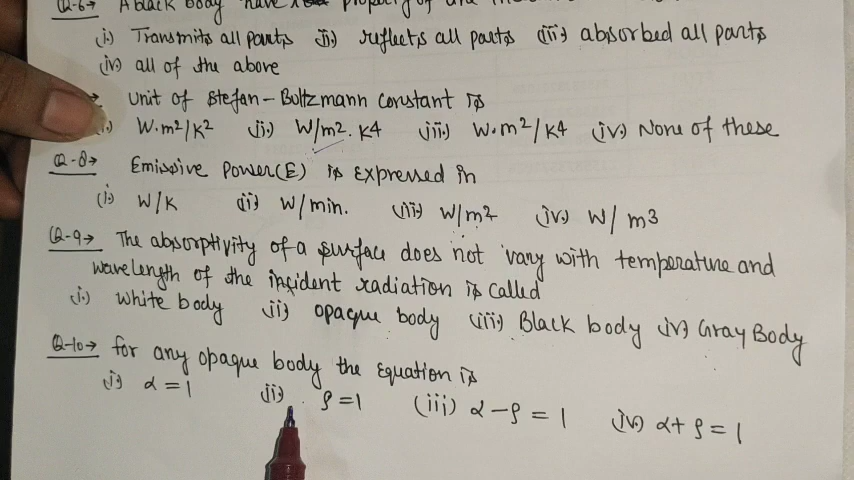 Q-6→ A black body have property of
(i) Transmits all parts (ii) reflects all parts (iii) absorbed all parts
(iv) all of the above
Unit of Stefan-Boltzmann constant is
W.m²/K² (ii) W/m².K4 (iii) W.m²/K4 (iv) None of these
Q-8→ Emissive Power(E) is expressed in
(i) W/K (ii) W/min. (iii) W/m2 (iv) W/m3
Q-9→ The absorptivity of a surface does not vary with temperature and
wavelength of the incident radiation is called
(i) white body (ii) opaque body (iii) Black body (iv) Gray Body
Q-10→ for any opaque body the Equation is
(i) α = 1 (ii) ρ = 1 (iii) α - ρ = 1 (iv) α + ρ = 1